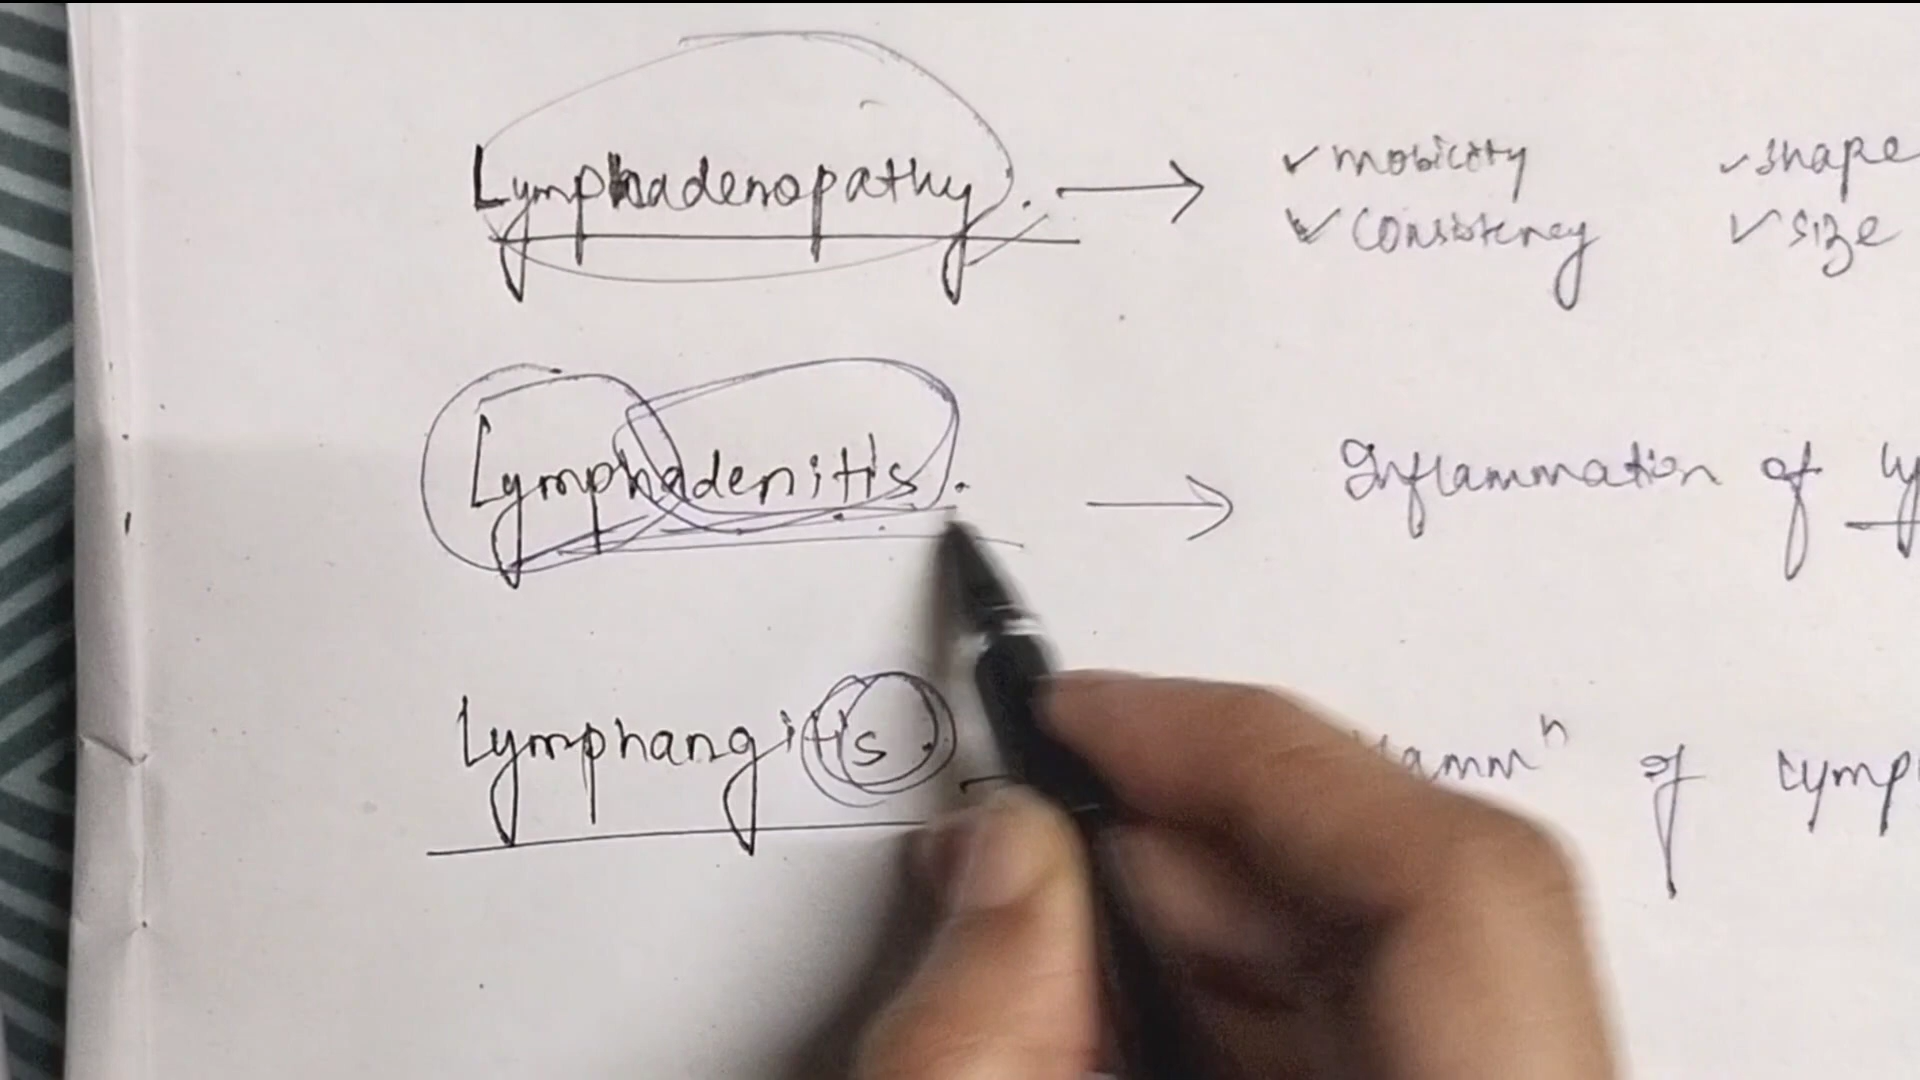 Lymphadenopathy. → ✓ mobility ✓ shape
✓ consistency ✓ size
Lymphadenitis. → Inflammation of
Lymphangitis of